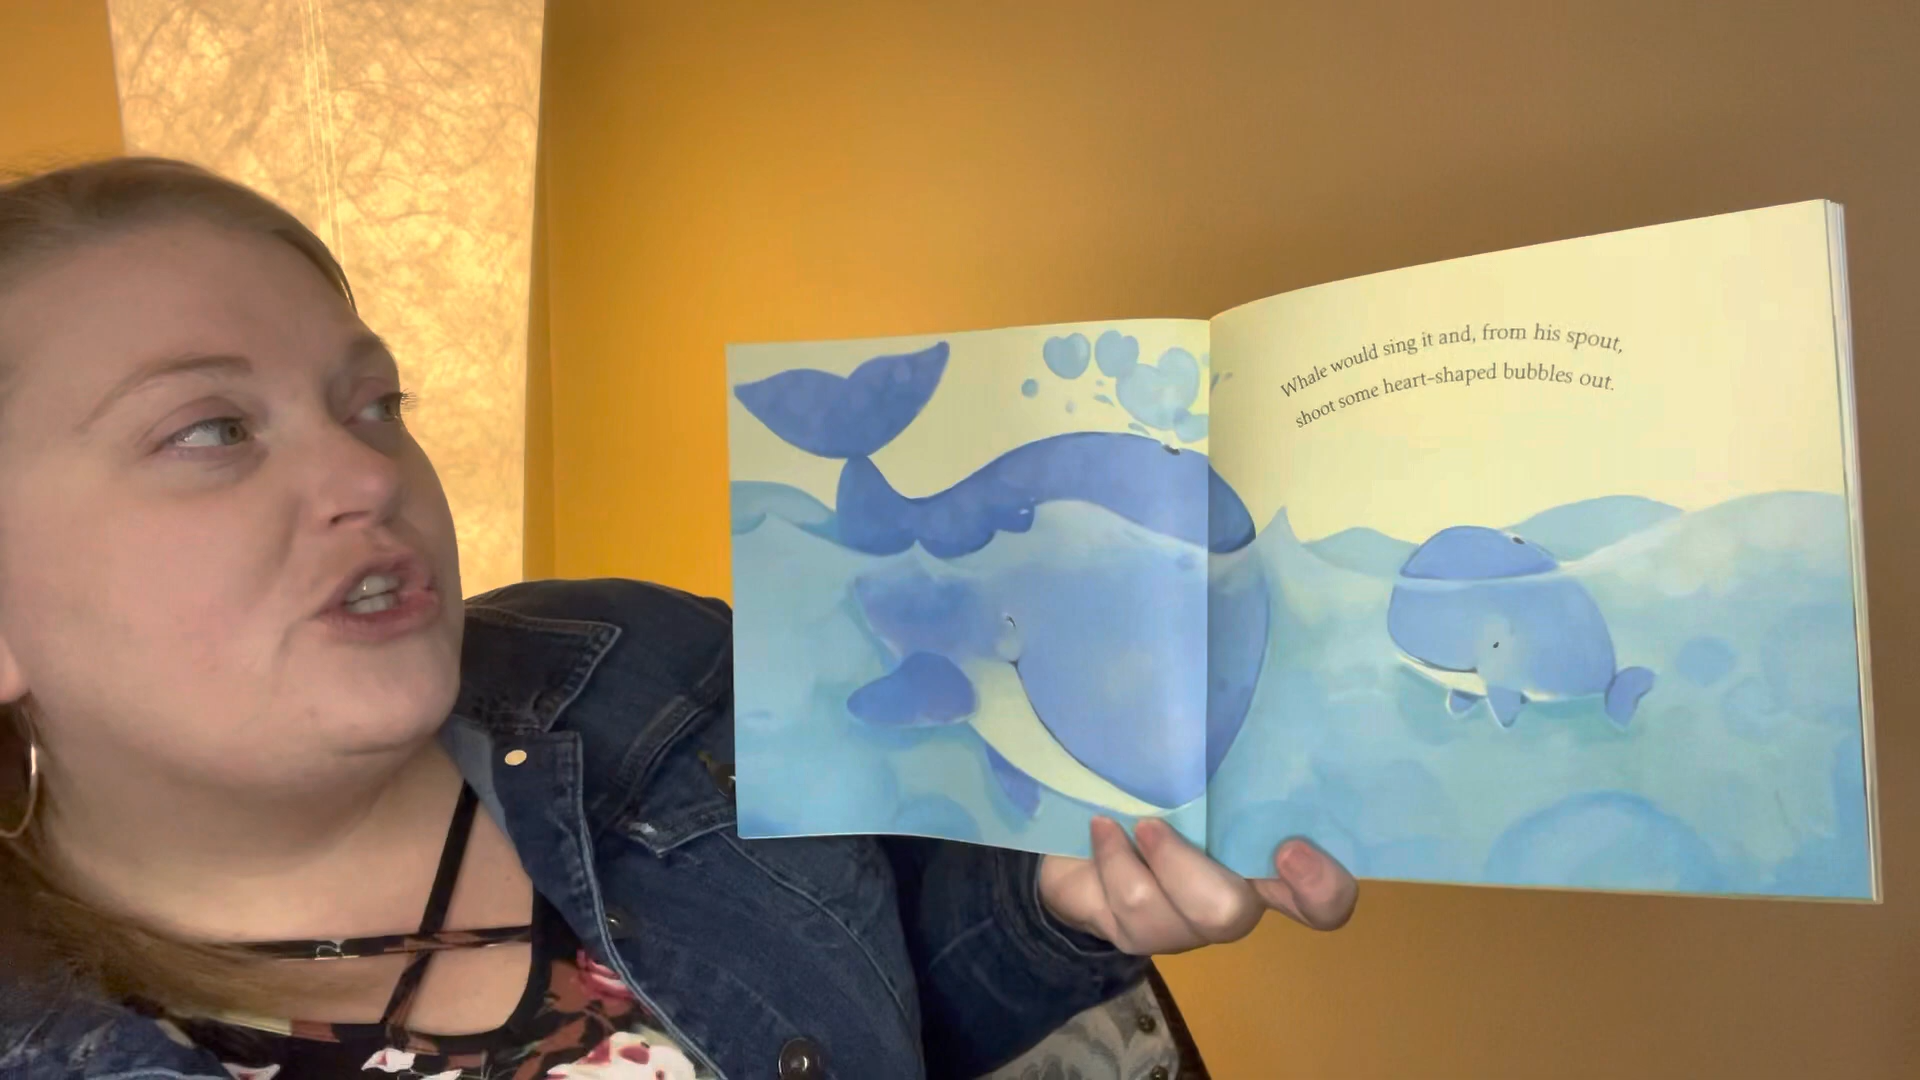 Whale would sing it and, from his spout,
shoot some heart-shaped bubbles out.